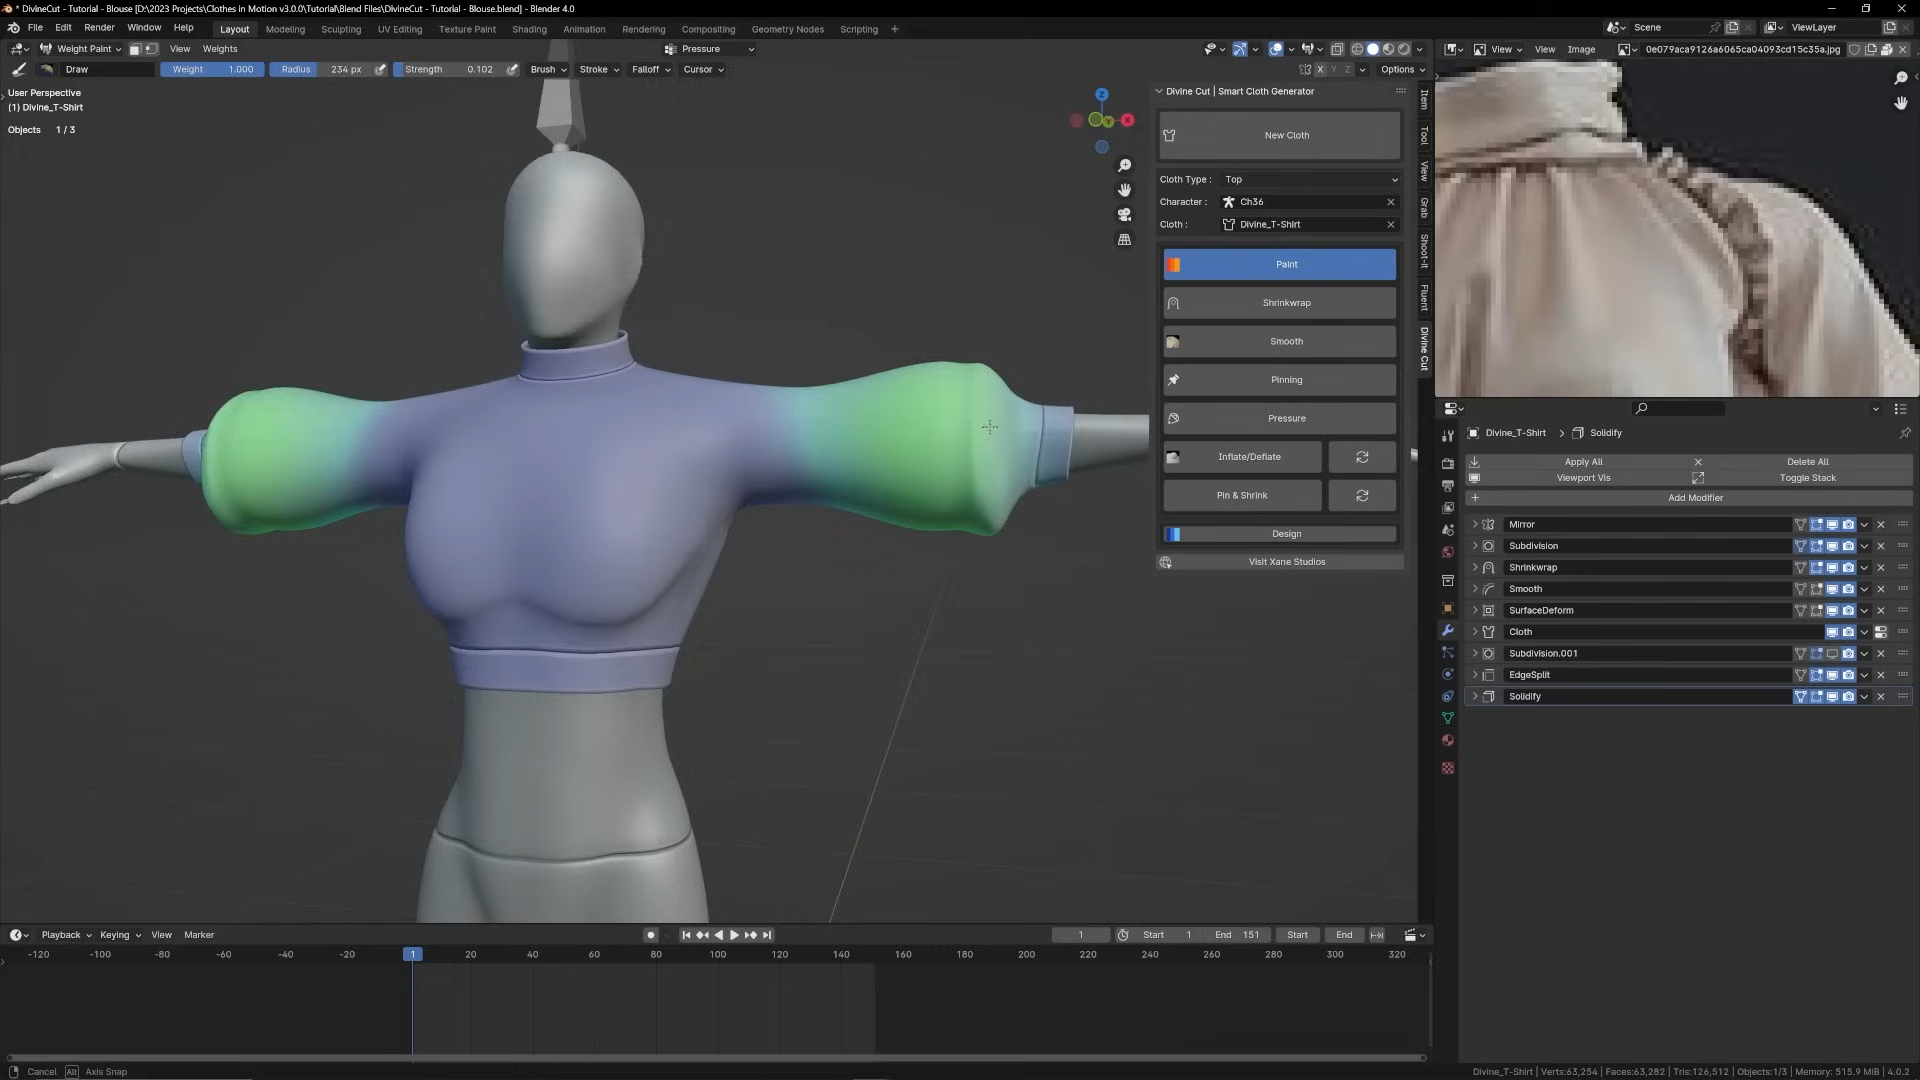 * DivineCut - Tutorial - Blouse [D:\2023 Projects\Clothes in Motion v3.0.0\Tutorial\Blend Files\DivineCut - Tutorial - Blouse.blend] - Blender 4.0
File Edit Render Window Help Layout Modeling Sculpting UV Editing Texture Paint Shading Animation Rendering Compositing Geometry Nodes Scripting + Scene ViewLayer
Weight Paint View Weights Pressure View View Image 0e079aca9126a6065ca04093cd15c35a.jpg
Draw Weight 1.000 Radius 234 px Strength 0.102 Brush Stroke Falloff Cursor X Y Z Options
User Perspective
(1) Divine_T-Shirt
Objects 1 / 3
Z
Y
X
Divine Cut | Smart Cloth Generator
New Cloth
Cloth Type : Top
Character : Ch36
Cloth : Divine_T-Shirt
Paint
Shrinkwrap
Smooth
Pinning
Pressure
Inflate/Deflate
Pin & Shrink
Design
Visit Xane Studios
Item
Tool
View
Grab
Shoot-It
Fluent
Divine Cut
Divine_T-Shirt > Solidify
Apply All Delete All
Viewport Vis Toggle Stack
Add Modifier
Mirror
Subdivision
Shrinkwrap
Smooth
SurfaceDeform
Cloth
Subdivision.001
EdgeSplit
Solidify
Playback Keying View Marker 1 Start 1 End 151 Start End
-120 -100 -80 -60 -40 -20 1 20 40 60 80 100 120 140 160 180 200 220 240 260 280 300 320
Cancel Alt Axis Snap
Divine_T-Shirt | Verts:63,254 | Faces:63,282 | Tris:126,512 | Objects:1/3 | Memory: 515.9 MiB | 4.0.2